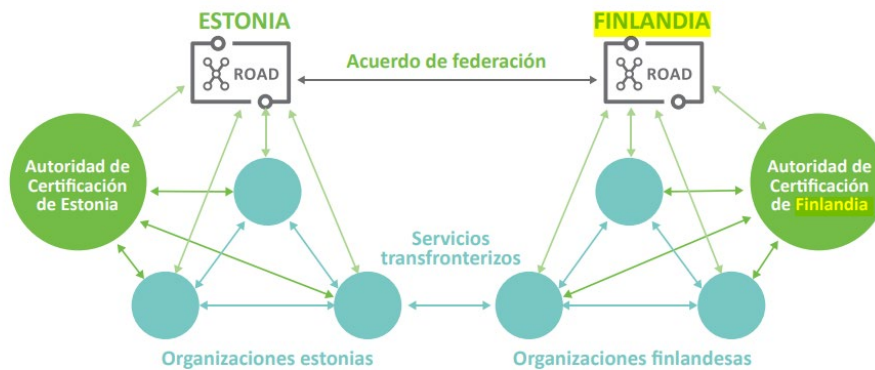 ESTONIA
FINLANDIA
ROAD
Acuerdo de federación
ROAD
Autoridad de
Certificación
de Estonia
Autoridad de
Certificación
de Finlandia
Servicios
transfronterizos
Organizaciones estonias
Organizaciones finlandesas